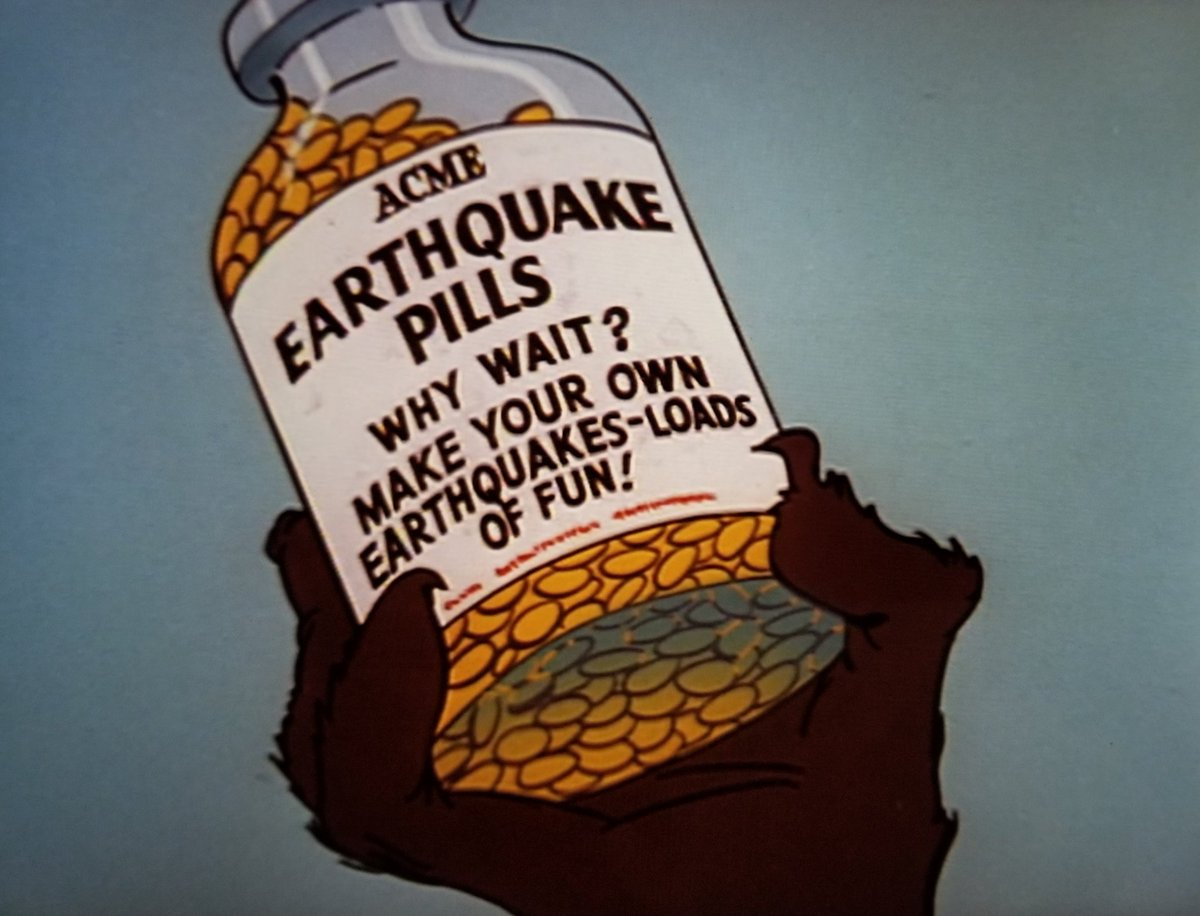 ACME
EARTHQUAKE
PILLS
WHY WAIT?
MAKE YOUR OWN
EARTHQUAKES-LOADS
OF FUN!